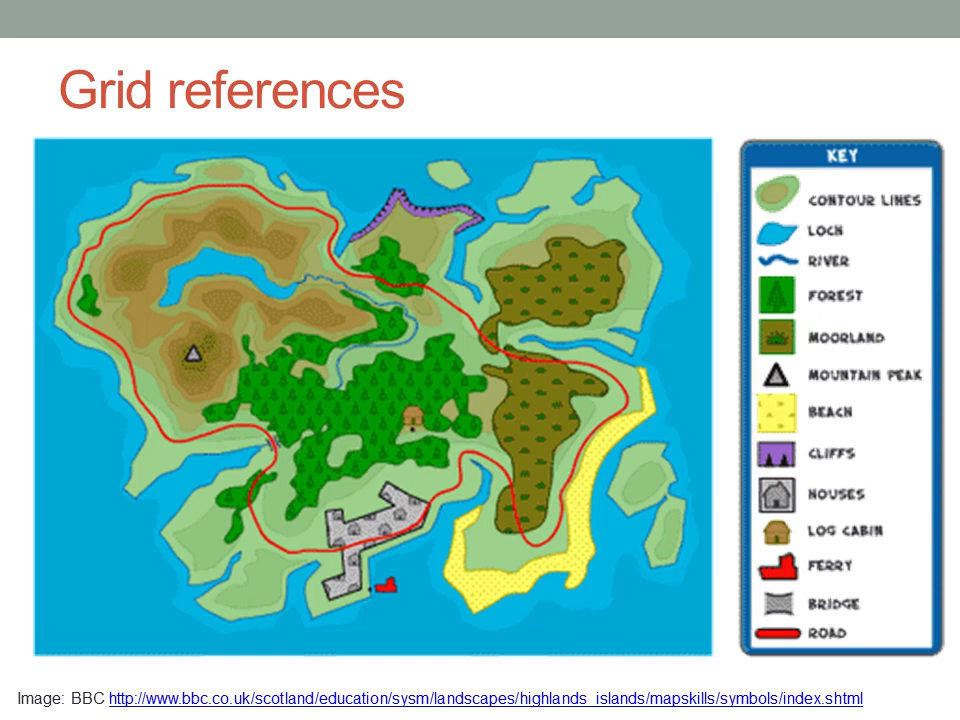 Grid references
KEY
CONTOUR LINES
LOCH
RIVER
FOREST
MOORLAND
MOUNTAIN PEAK
BEACH
CLIFFS
HOUSES
LOG CABIN
FERRY
BRIDGE
ROAD
Image: BBC http://www.bbc.co.uk/scotland/education/sysm/landscapes/highlands_islands/mapskills/symbols/index.shtml